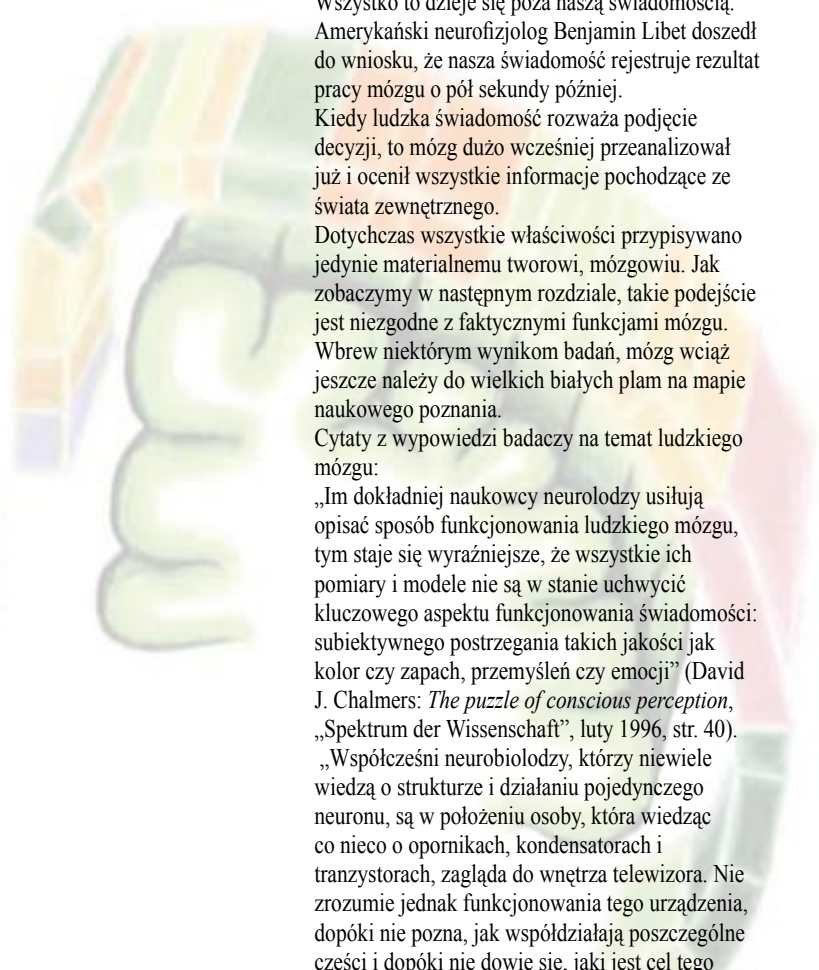 Wszystko to dzieje się poza naszą świadomością.
Amerykański neurofizjolog Benjamin Libet doszedł
do wniosku, że nasza świadomość rejestruje rezultat
pracy mózgu o pół sekundy później.
Kiedy ludzka świadomość rozważa podjęcie
decyzji, to mózg dużo wcześniej przeanalizował
już i ocenił wszystkie informacje pochodzące ze
świata zewnętrznego.
Dotychczas wszystkie właściwości przypisywano
jedynie materialnemu tworowi, mózgowiu. Jak
zobaczymy w następnym rozdziale, takie podejście
jest niezgodne z faktycznymi funkcjami mózgu.
Wbrew niektórym wynikom badań, mózg wciąż
jeszcze należy do wielkich białych plam na mapie
naukowego poznania.
Cytaty z wypowiedzi badaczy na temat ludzkiego
mózgu:
„Im dokładniej naukowcy neurolodzy usiłują
opisać sposób funkcjonowania ludzkiego mózgu,
tym staje się wyraźniejsze, że wszystkie ich
pomiary i modele nie są w stanie uchwycić
kluczowego aspektu funkcjonowania świadomości:
subiektywnego postrzegania takich jakości jak
kolor czy zapach, przemyśleń czy emocji” (David
J. Chalmers: The puzzle of conscious perception,
„Spektrum der Wissenschaft”, luty 1996, str. 40).
„Współcześni neurobiolodzy, którzy niewiele
wiedzą o strukturze i działaniu pojedynczego
neuronu, są w położeniu osoby, która wiedząc
co nieco o opornikach, kondensatorach i
tranzystorach, zagląda do wnętrza telewizora. Nie
zrozumie jednak funkcjonowania tego urządzenia,
dopóki nie pozna, jak współdziałają poszczególne
części i dopóki nie dowie się, jaki jest cel tego